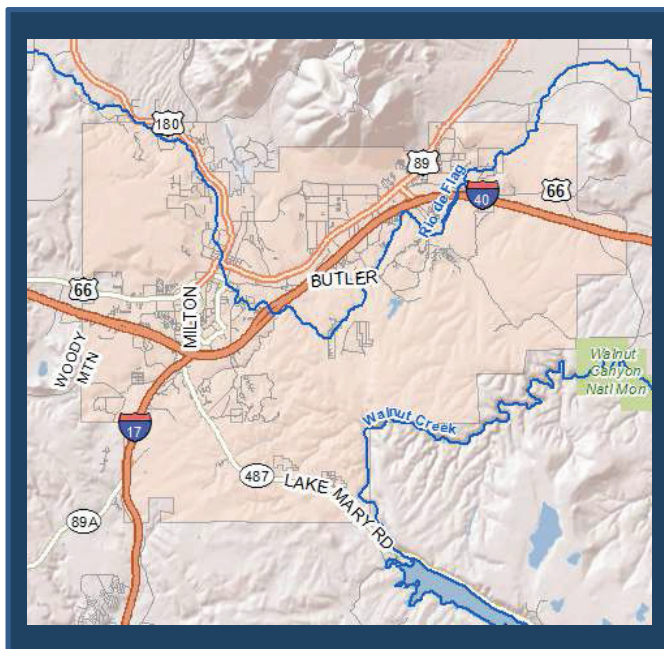 180
89
66
40
Rio de Flag
BUTLER
66
MILTON
WOODY
MTN
Walnut
Canyon
Natl Mon
17
Walnut Creek
487
LAKE MARY RD
89A